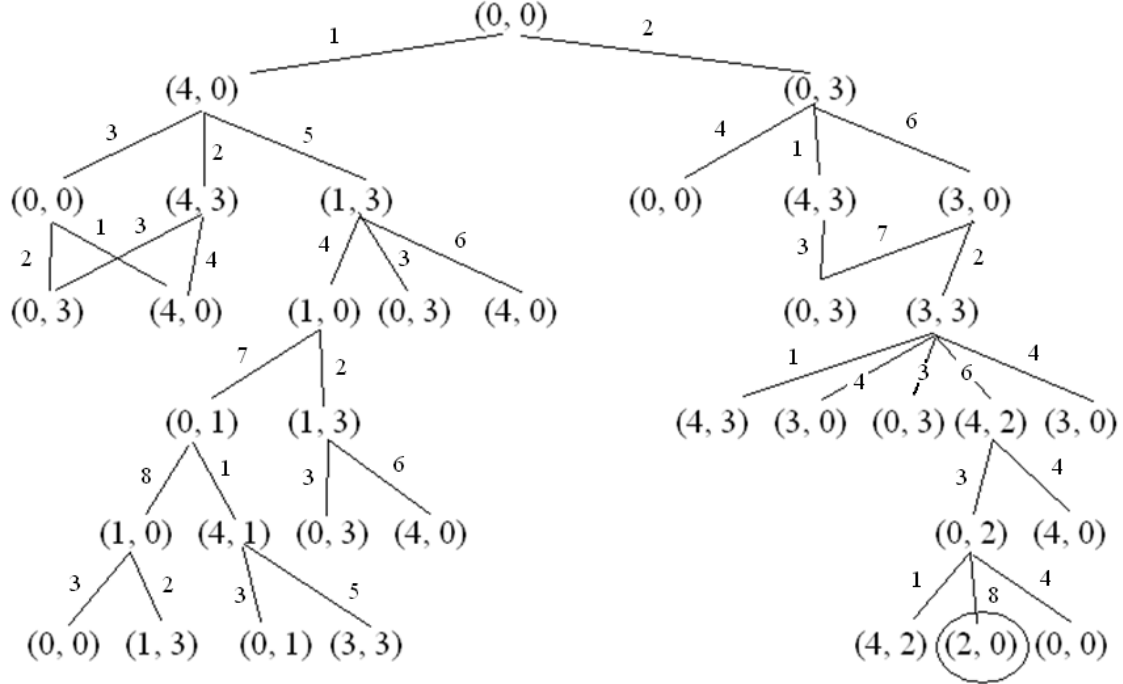 (0, 0)
1 2
(4, 0) (0, 3)
3 2 5 4 1 6
(0, 0) (4, 3) (1, 3) (0, 0) (4, 3) (3, 0)
2 1 3 4 4 3 6 3 7 2
(0, 3) (4, 0) (1, 0) (0, 3) (4, 0) (0, 3) (3, 3)
7 2 1 4 3 6 4
(0, 1) (1, 3) (4, 3) (3, 0) (0, 3) (4, 2) (3, 0)
8 1 3 6 3 4
(1, 0) (4, 1) (0, 3) (4, 0) (0, 2) (4, 0)
3 2 3 5 1 8 4
(0, 0) (1, 3) (0, 1) (3, 3) (4, 2) (2, 0) (0, 0)